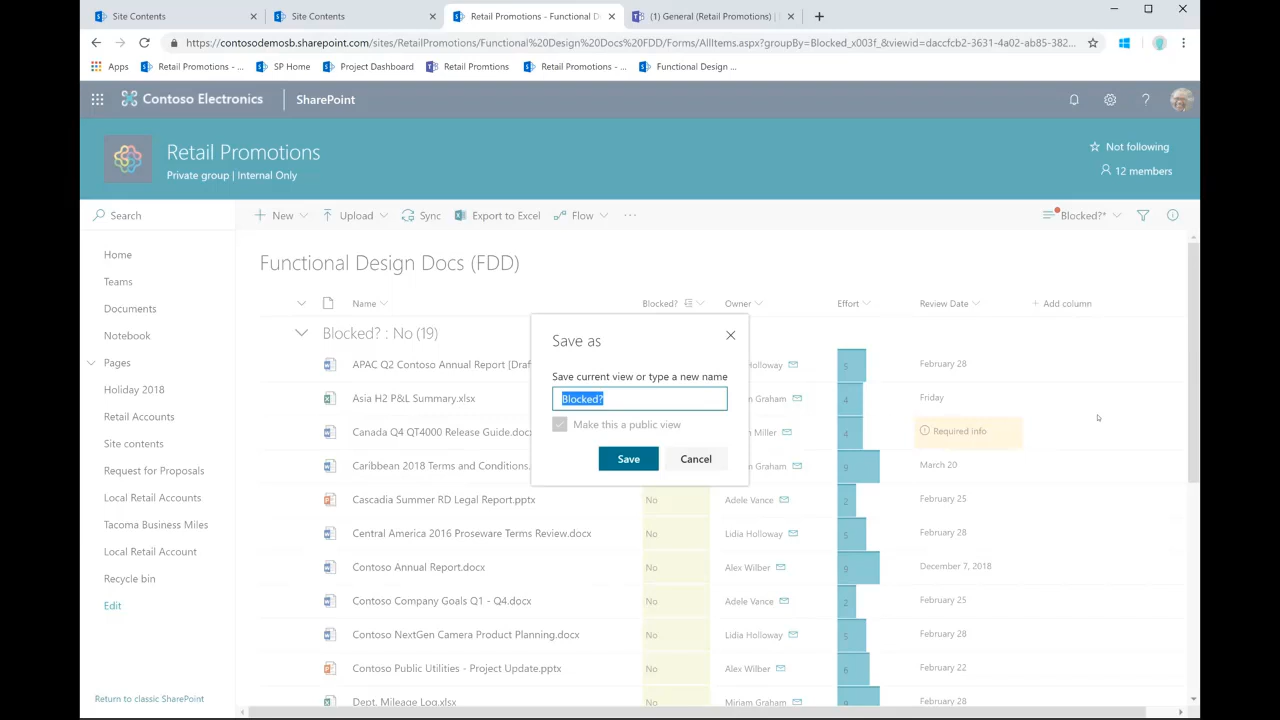 Site Contents
Site Contents
Retail Promotions - Functional D
(1) General (Retail Promotions) |
https://contosodemosb.sharepoint.com/sites/RetailPromotions/Functional%20Design%20Docs%20FDD/Forms/AllItems.aspx?groupBy=Blocked_x003f_&viewid=daccfcb2-3631-4a02-ab85-382...
Apps
Retail Promotions - ...
SP Home
Project Dashboard
Retail Promtions
Retail Promotions - ...
Functional Design ...
Contoso Electronics
SharePoint
Retail Promotions
Private group | Internal Only
Not following
12 members
Search
New
Upload
Sync
Export to Excel
Flow
Blocked?*
Home
Teams
Documents
Notebook
Pages
Holiday 2018
Retail Accounts
Site contents
Request for Proposals
Local Retail Accounts
Tacoma Business Miles
Local Retail Account
Recycle bin
Edit
Return to classic SharePoint
Functional Design Docs (FDD)
Name Blocked? Owner Effort Review Date + Add column
Blocked? : No (19)
APAC Q2 Contoso Annual Report [Draf olloway 5 February 28
Asia H2 P&L Summary.xlsx n Graham 4 Friday
Canada Q4 QT4000 Release Guide.docx Miller 4 Required info
Caribbean 2018 Terms and Conditions. n Graham 9 March 20
Cascadia Summer RD Legal Report.pptx No Adele Vance 2 February 25
Central America 2016 Proseware Terms Review.docx No Lidia Holloway 5 February 28
Contoso Annual Report.docx No Alex Wilber 9 December 7, 2018
Contoso Company Goals Q1 - Q4.docx No Adele Vance 2 February 25
Contoso NextGen Camera Product Planning.docx No Lidia Holloway 5 February 28
Contoso Public Utilities - Project Update.pptx No Alex Wilber 6 February 22
Dept. Mileage Log.xlsx No Miriam Graham 9 February 28
Save as
Save current view or type a new name
Blocked?
Make this a public view
Save
Cancel